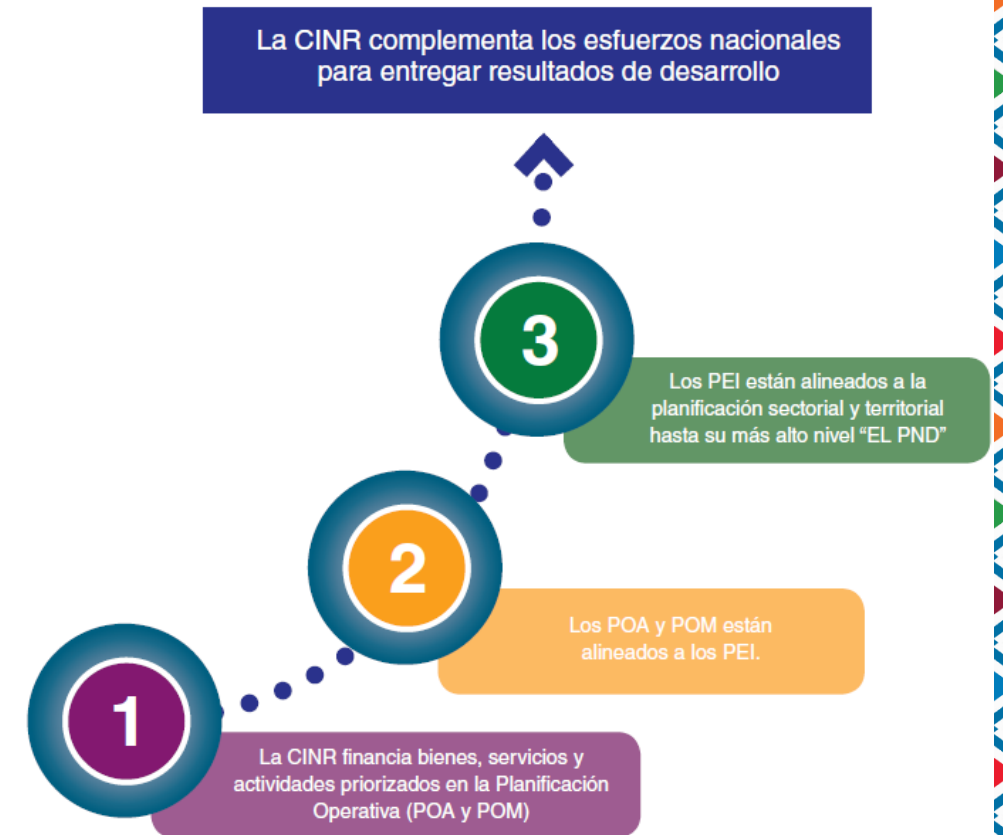 La CINR complementa los esfuerzos nacionales
para entregar resultados de desarrollo
3
Los PEI están alineados a la
planificación sectorial y territorial
hasta su más alto nivel “EL PND”
2
Los POA y POM están
alineados a los PEI.
1
La CINR financia bienes, servicios y
actividades priorizados en la Planificación
Operativa (POA y POM)